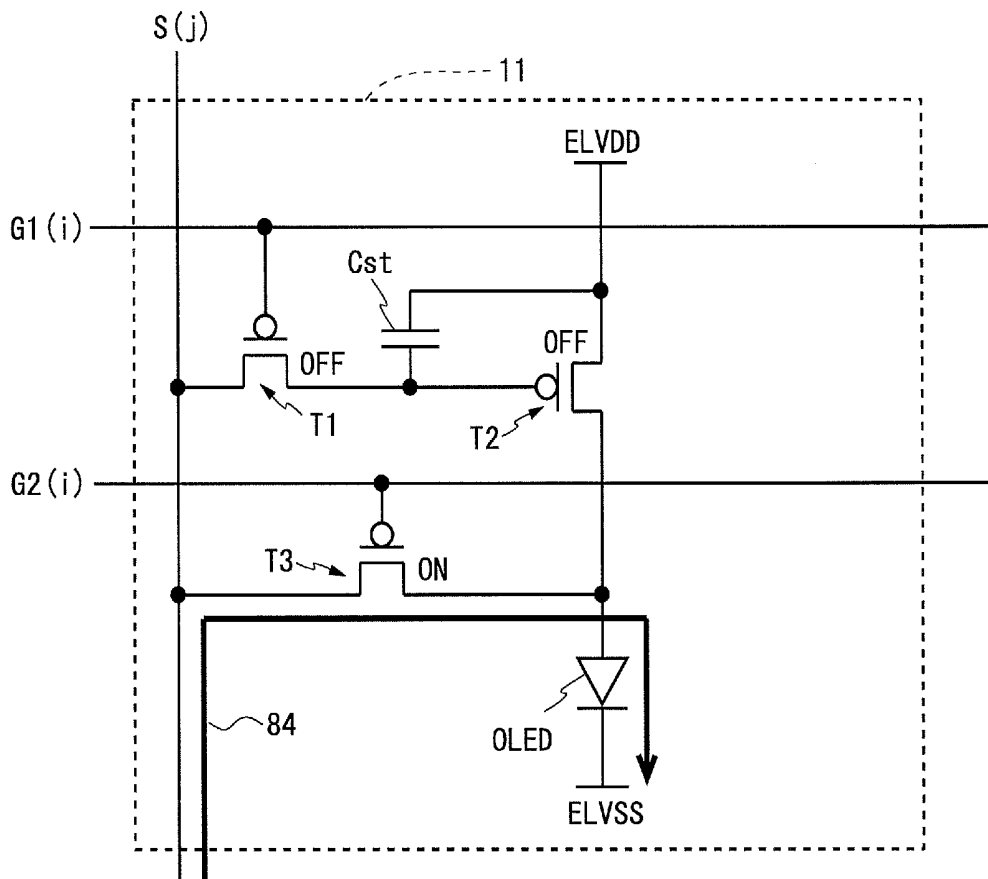 S(j)
11
ELVDD
G1(i)
Cst
OFF
OFF
T1
T2
G2(i)
T3
ON
84
OLED
ELVSS